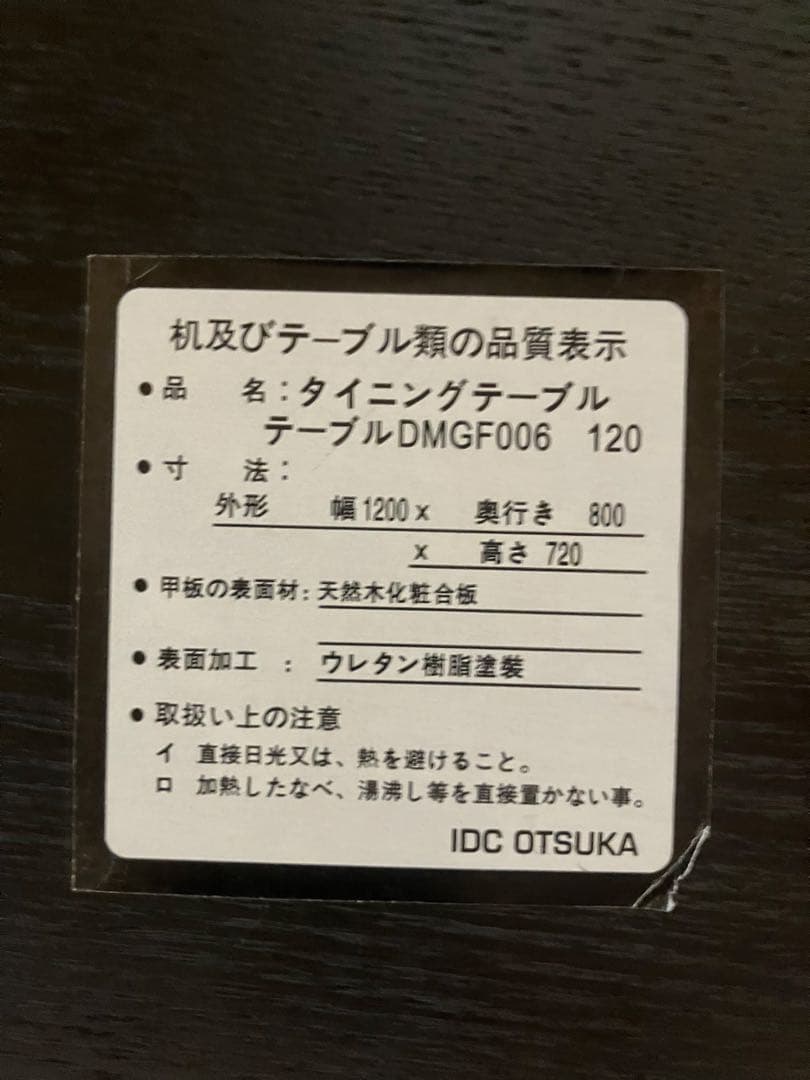 机及びテーブル類の品質表示
●品　　名：タイニングテーブル
テーブルDMGF006　120
●寸　　法：
外形　　幅1200 x　奥行き　800
x　高さ 720
●甲板の表面材：天然木化粧合板
●表面加工　：　ウレタン樹脂塗装
●取扱い上の注意
イ　直接日光又は、熱を避けること。
ロ　加熱したなべ、湯沸し等を直接置かない事。
IDC OTSUKA